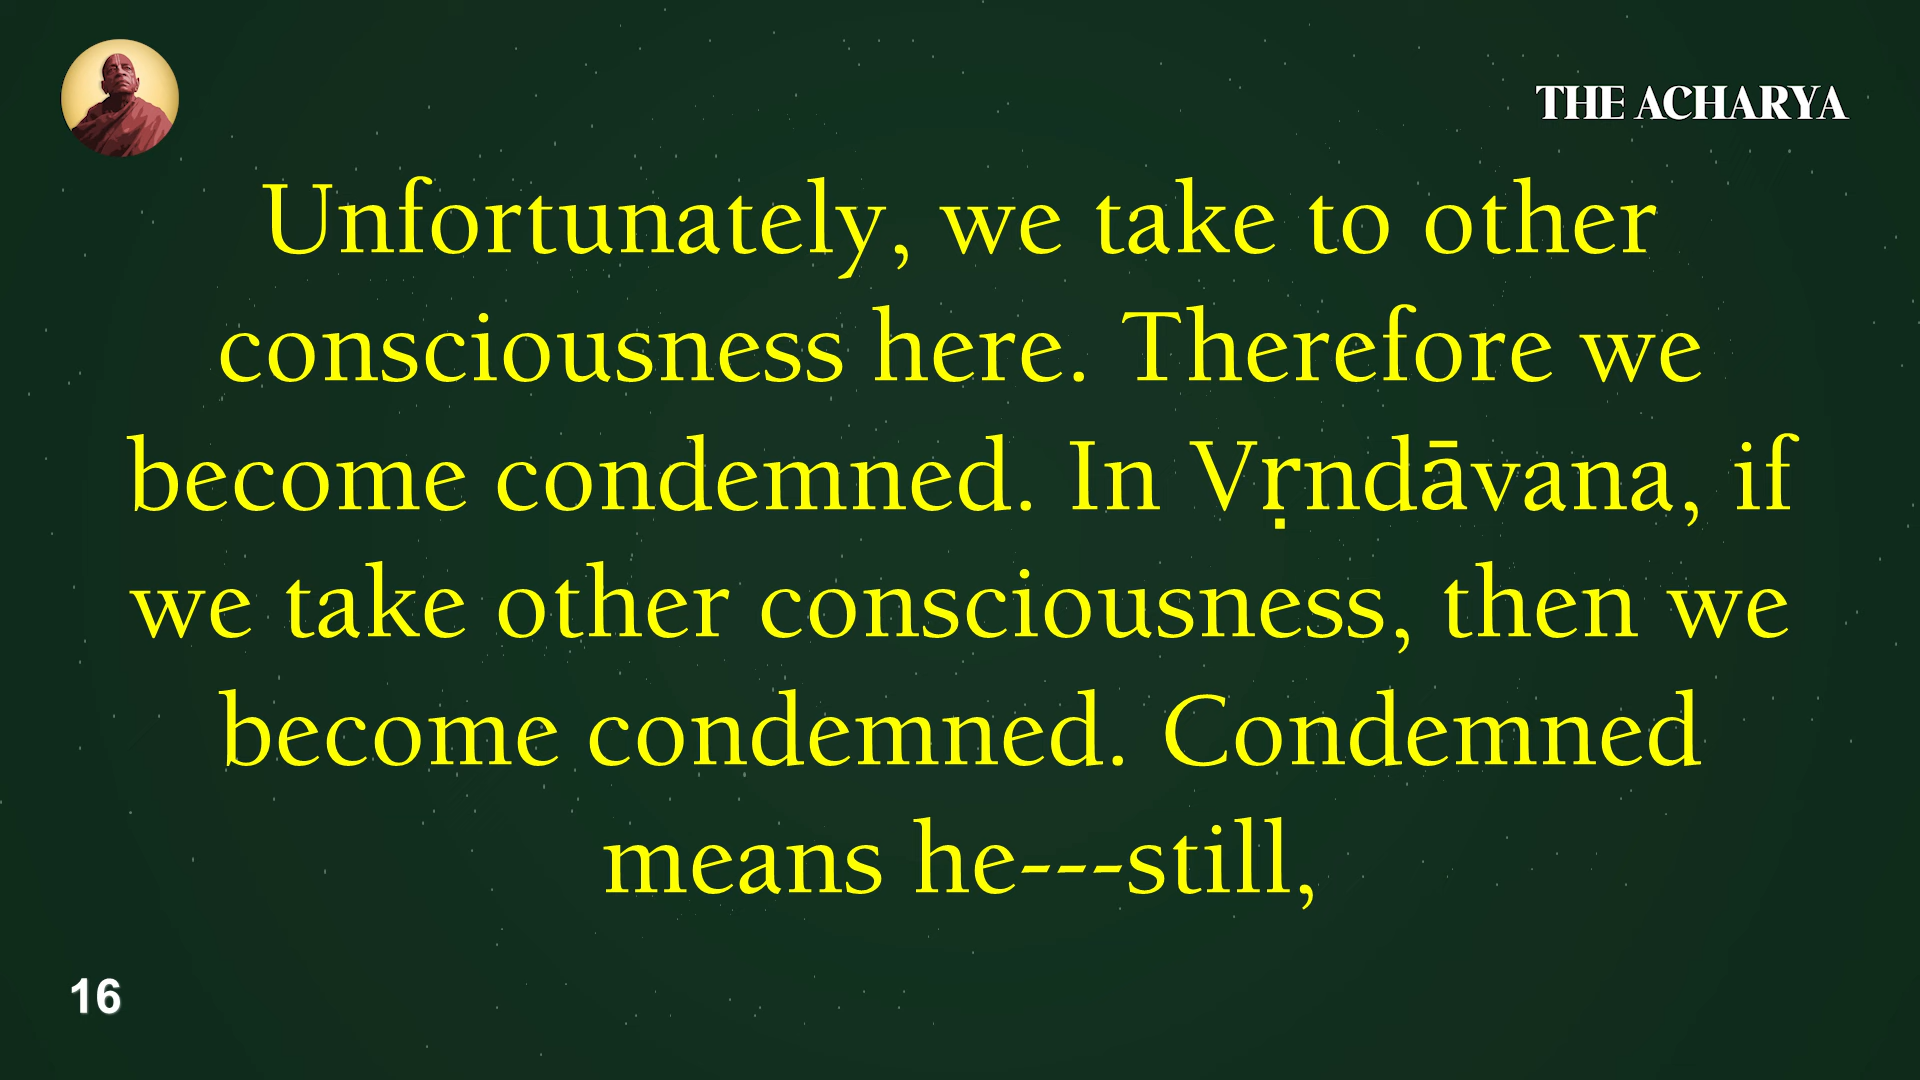 THE ACHARYA
Unfortunately, we take to other
consciousness here. Therefore we
become condemned. In Vṛndāvana, if
we take other consciousness, then we
become condemned. Condemned
means he---still,
16